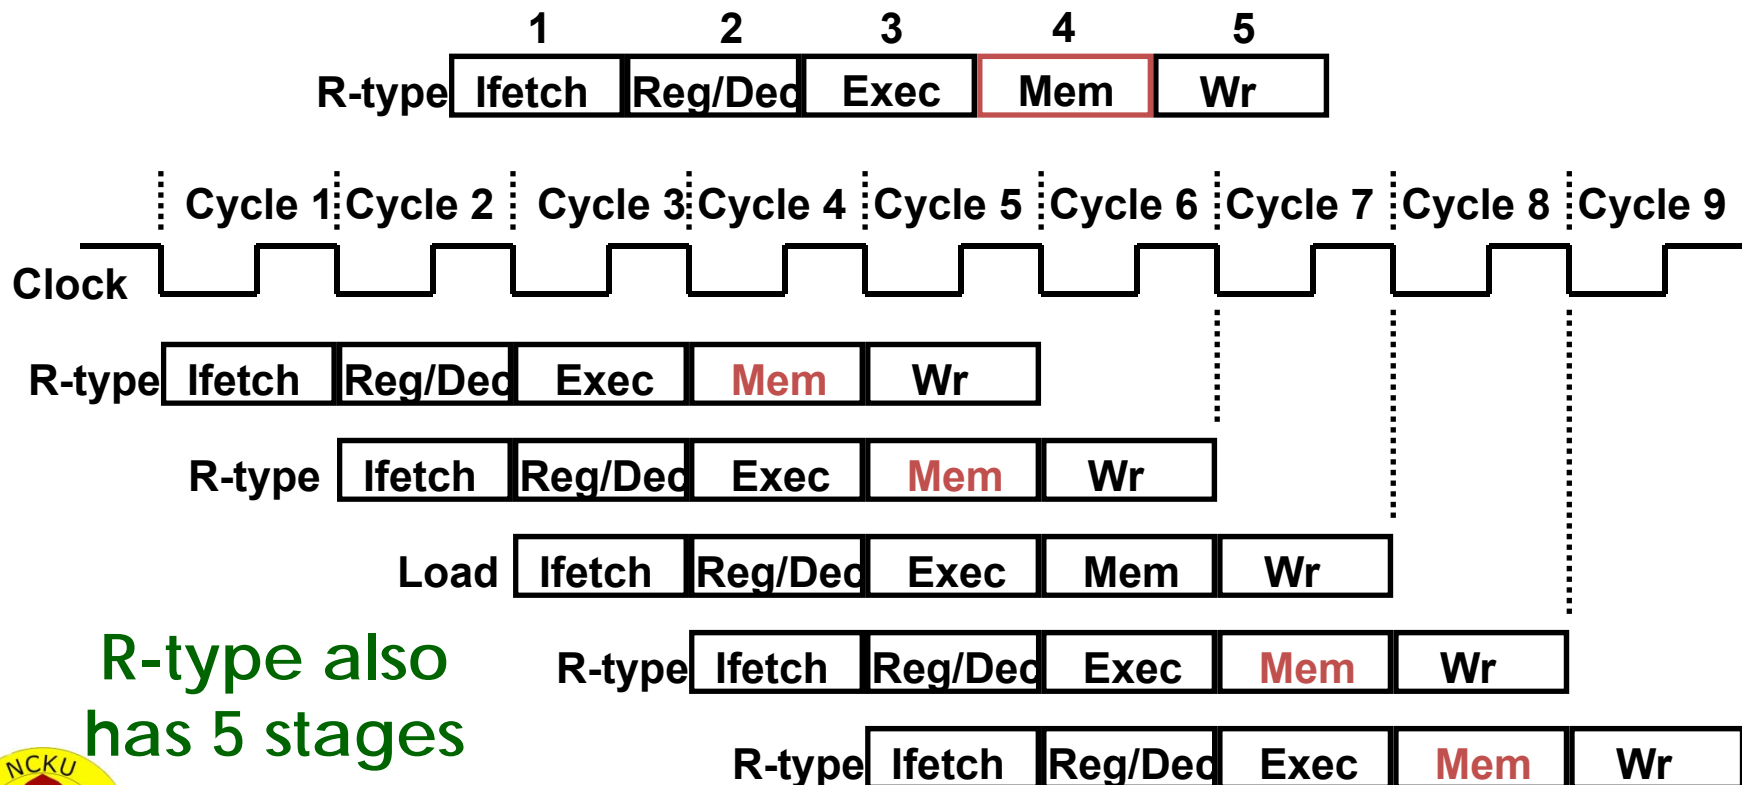 1 2 3 4 5
R-type Ifetch Reg/Dec Exec Mem Wr
Cycle 1 Cycle 2 Cycle 3 Cycle 4 Cycle 5 Cycle 6 Cycle 7 Cycle 8 Cycle 9
Clock
R-type Ifetch Reg/Dec Exec Mem Wr
R-type Ifetch Reg/Dec Exec Mem Wr
Load Ifetch Reg/Dec Exec Mem Wr
R-type Ifetch Reg/Dec Exec Mem Wr
R-type also
has 5 stages
R-type Ifetch Reg/Dec Exec Mem Wr
NCKU